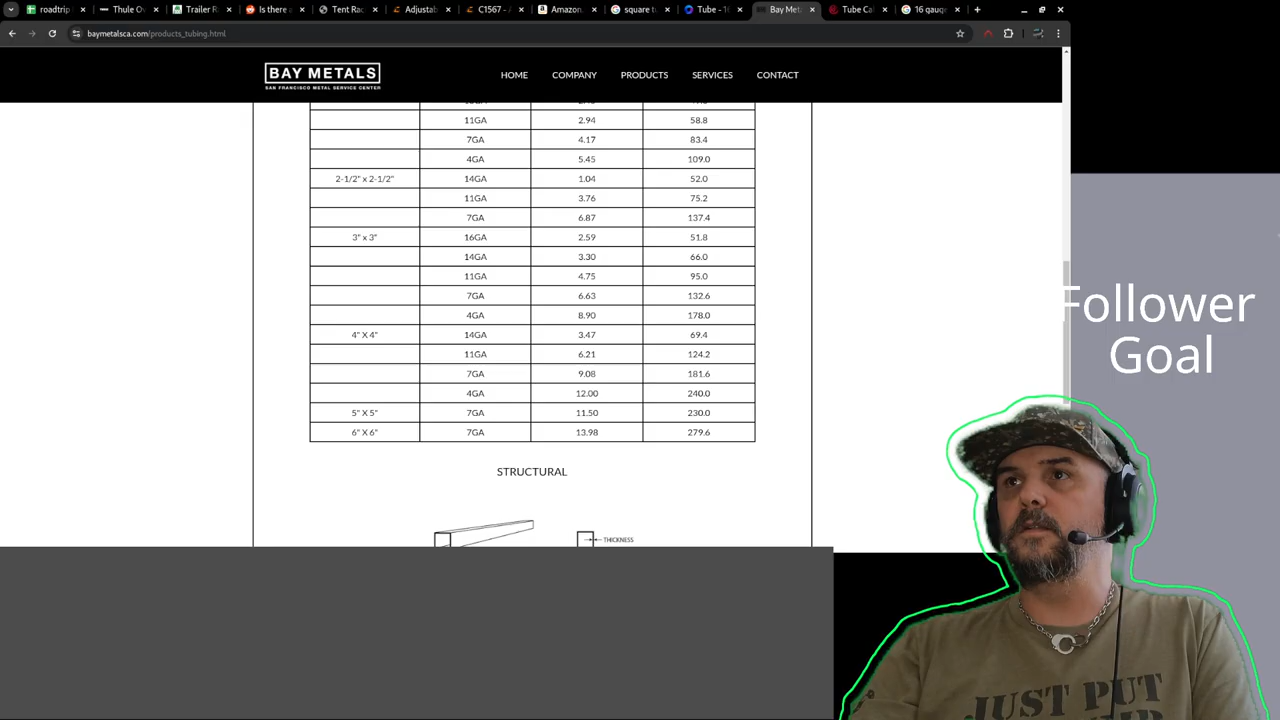 roadtrip
Thule Ov
Trailer R
Is there a
Tent Rac
Adjustab
C1567 - A
Amazon.
square tu
Tube - 16
Bay Meta
Tube Cal
16 gauge
baymetalsca.com/products_tubing.html
BAY METALS
SAN FRANCISCO METAL SERVICE CENTER
HOME COMPANY PRODUCTS SERVICES CONTACT
11GA 2.94 58.8
7GA 4.17 83.4
4GA 5.45 109.0
2-1/2" x 2-1/2" 14GA 1.04 52.0
11GA 3.76 75.2
7GA 6.87 137.4
3" x 3" 16GA 2.59 51.8
14GA 3.30 66.0
11GA 4.75 95.0
7GA 6.63 132.6
4GA 8.90 178.0
4" X 4" 14GA 3.47 69.4
11GA 6.21 124.2
7GA 9.08 181.6
4GA 12.00 240.0
5" X 5" 7GA 11.50 230.0
6" X 6" 7GA 13.98 279.6
STRUCTURAL
THICKNESS
Follower
Goal
JUST PUT